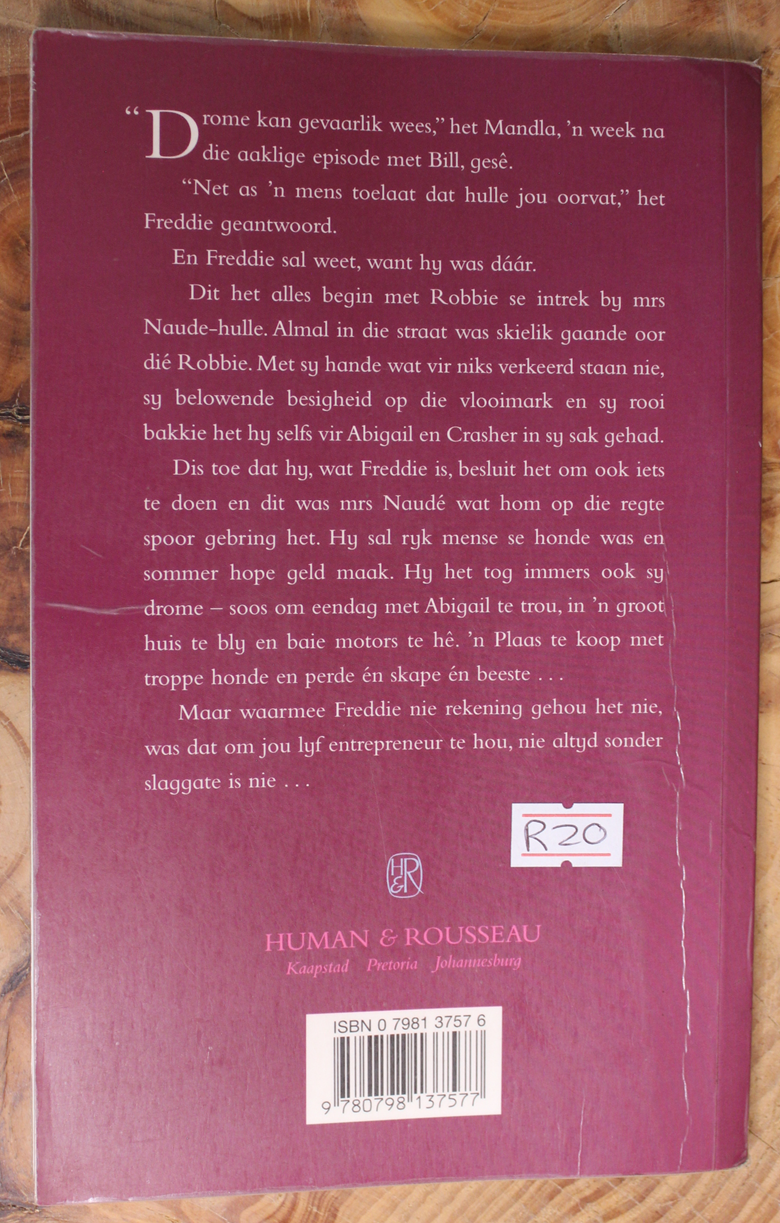 “Drome kan gevaarlik wees,” het Mandla, ’n week na
die aaklige episode met Bill, gesê.
“Net as ’n mens toelaat dat hulle jou oorvat,” het
Freddie geantwoord.
En Freddie sal weet, want hy was dáár.
Dit het alles begin met Robbie se intrek by mrs
Naude-hulle. Almal in die straat was skielik gaande oor
dié Robbie. Met sy hande wat vir niks verkeerd staan nie,
sy belowende besigheid op die vlooimark en sy rooi
bakkie het hy selfs vir Abigail en Crasher in sy sak gehad.
Dis toe dat hy, wat Freddie is, besluit het om ook iets
te doen en dit was mrs Naudé wat hom op die regte
spoor gebring het. Hy sal ryk mense se honde was en
sommer hope geld maak. Hy het tog immers ook sy
drome – soos om eendag met Abigail te trou, in ’n groot
huis te bly en baie motors te hê. ’n Plaas te koop met
troppe honde en perde én skape én beeste . . .
Maar waarmee Freddie nie rekening gehou het nie,
was dat om jou lyf entrepreneur te hou, nie altyd sonder
slaggate is nie . . .
R20
H&R
HUMAN & ROUSSEAU
Kaapstad Pretoria Johannesburg
ISBN 0 7981 3757 6
9 780798 137577